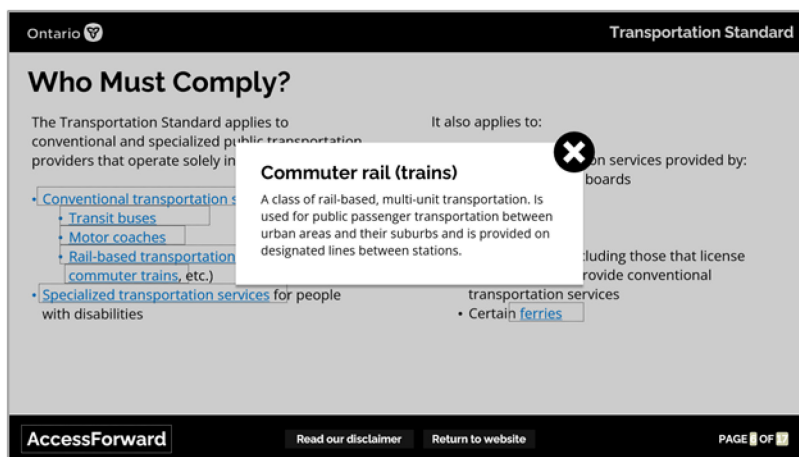 Ontario
Transportation Standard
Who Must Comply?
The Transportation Standard applies to
conventional and specialized public transportation
providers that operate solely in
• Conventional transportation
• Transit buses
• Motor coaches
• Rail-based transportation
commuter trains, etc.)
• Specialized transportation services for people
with disabilities
It also applies to:
services provided by:
boards
those that license
conventional
transportation services
• Certain ferries
Commuter rail (trains)
A class of rail-based, multi-unit transportation. Is
used for public passenger transportation between
urban areas and their suburbs and is provided on
designated lines between stations.
AccessForward
Read our disclaimer
Return to website
PAGE 6 OF 17